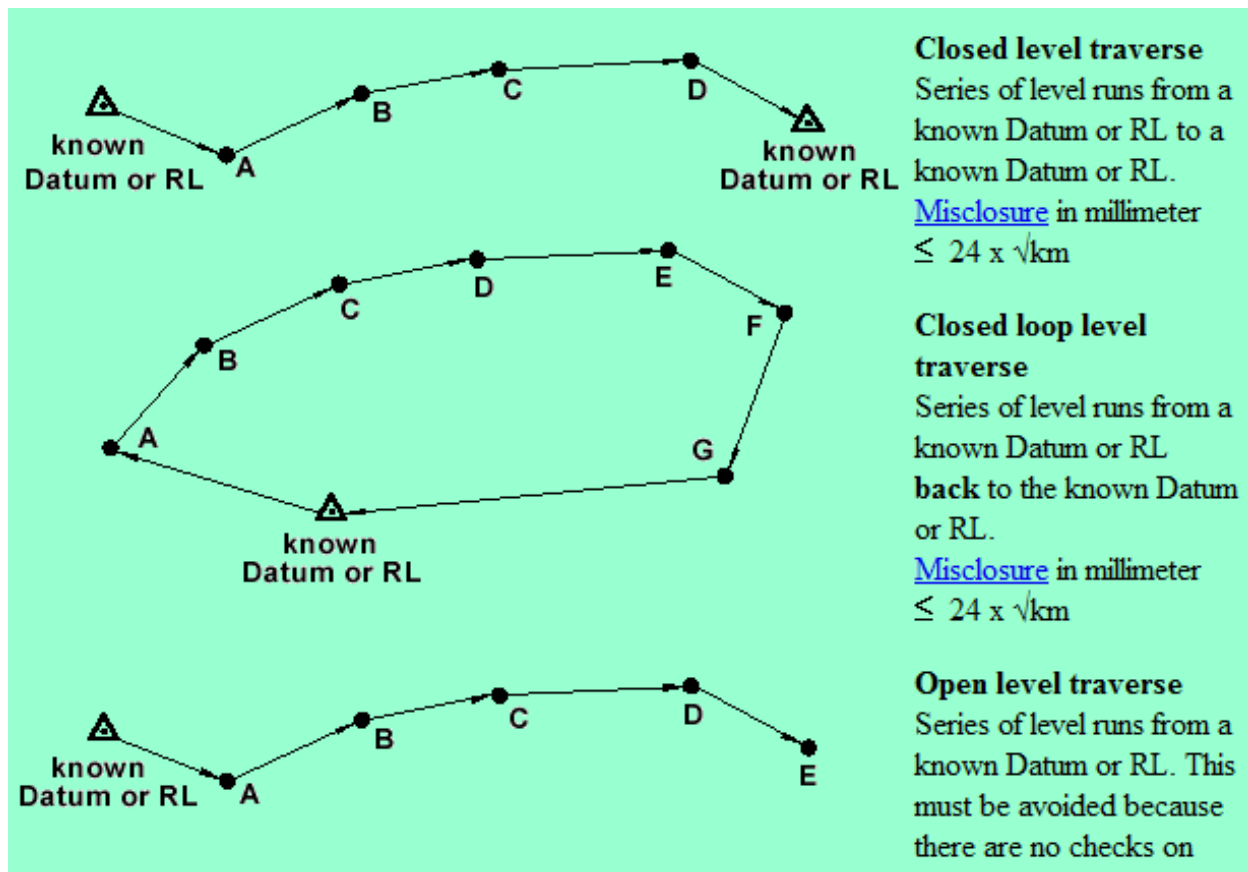 known
Datum or RL
A
B
C
D
known
Datum or RL
Closed level traverse
Series of level runs from a
known Datum or RL to a
known Datum or RL.
Misclosure in millimeter
≤ 24 x √km
A
B
C
D
E
F
G
known
Datum or RL
Closed loop level
traverse
Series of level runs from a
known Datum or RL
back to the known Datum
or RL.
Misclosure in millimeter
≤ 24 x √km
known
Datum or RL
A
B
C
D
E
Open level traverse
Series of level runs from a
known Datum or RL. This
must be avoided because
there are no checks on